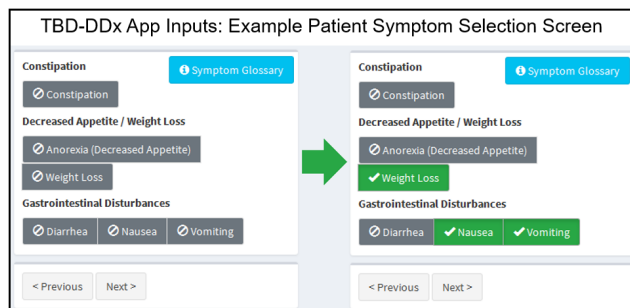 TBD-DDx App Inputs: Example Patient Symptom Selection Screen
Constipation
Symptom Glossary
Constipation
Decreased Appetite / Weight Loss
Anorexia (Decreased Appetite)
Weight Loss
Gastrointestinal Disturbances
Diarrhea Nausea Vomiting
< Previous Next >
Constipation
Symptom Glossary
Constipation
Decreased Appetite / Weight Loss
Anorexia (Decreased Appetite)
Weight Loss
Gastrointestinal Disturbances
Diarrhea Nausea Vomiting
< Previous Next >